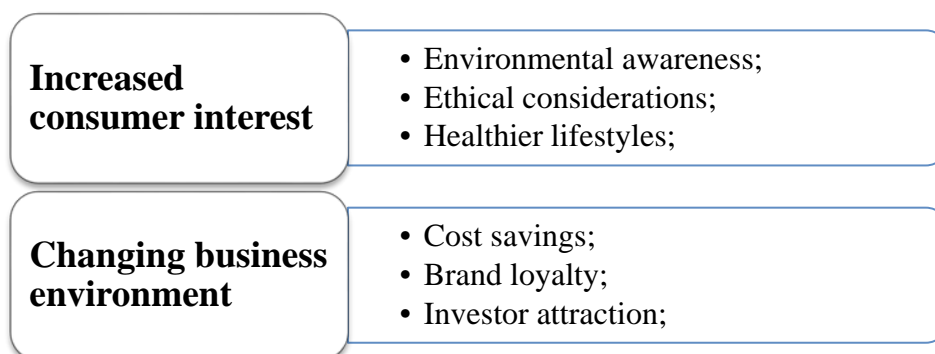 Increased
consumer interest
• Environmental awareness;
• Ethical considerations;
• Healthier lifestyles;
Changing business
environment
• Cost savings;
• Brand loyalty;
• Investor attraction;